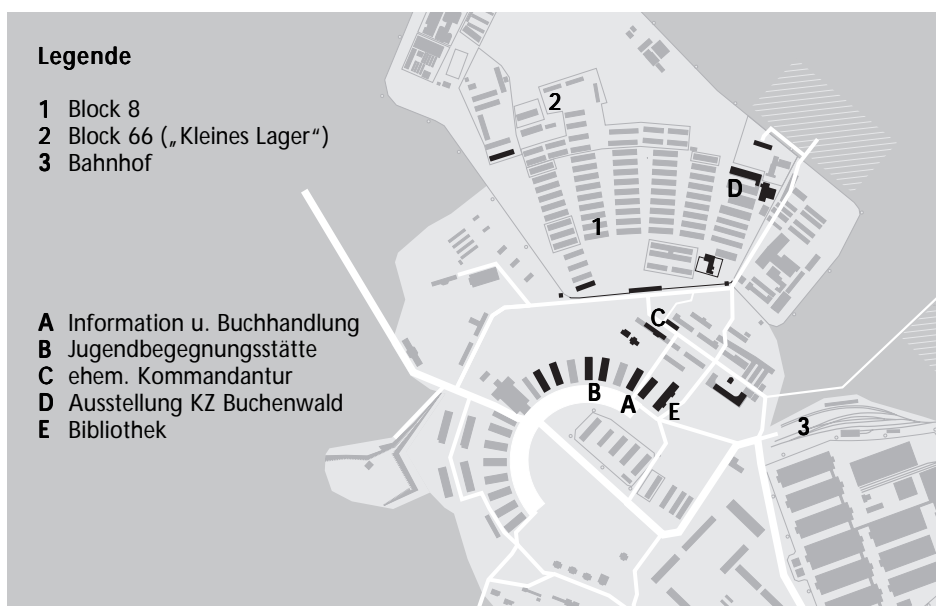 Legende
1 Block 8
2 Block 66 („Kleines Lager“)
3 Bahnhof
A Information u. Buchhandlung
B Jugendbegegnungsstätte
C ehem. Kommandantur
D Ausstellung KZ Buchenwald
E Bibliothek
2
D
1
C
B
A
E
3